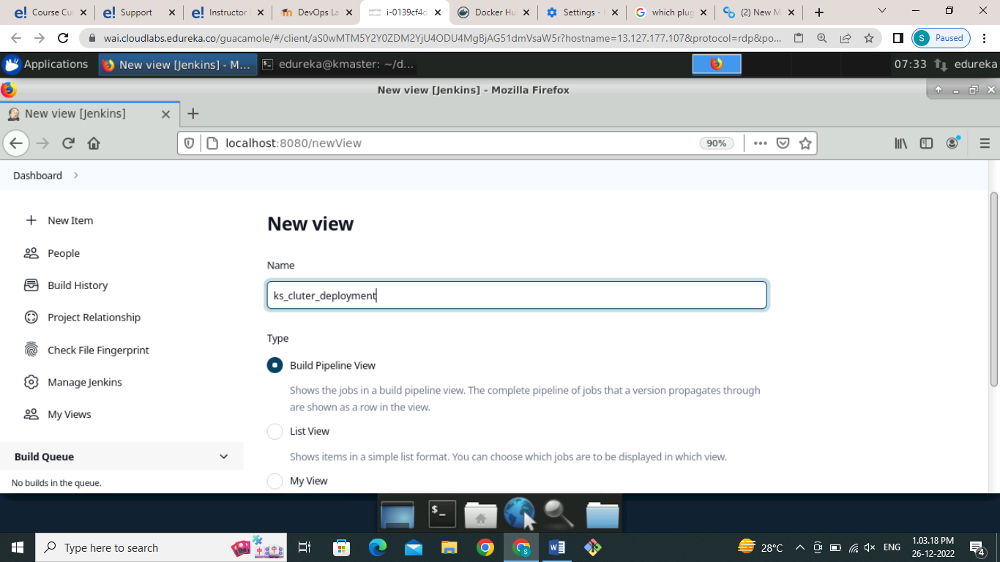 Course Cu
Support
Instructor
DevOps La
i-0139cf4d
Docker Hu
Settings -
which plug
(2) New M
wai.cloudlabs.edureka.co/guacamole/#/client/aS0wMTM5Y2Y0ZDM2YjU4ODU4MgBjAG51dmVsaW5r?hostname=13.127.177.107&protocol=rdp&po...
S Paused
Applications
New view [Jenkins] - M...
edureka@kmaster: ~/d...
07:33
edureka
New view [Jenkins] - Mozilla Firefox
New view [Jenkins]
localhost:8080/newView
90%
Dashboard
New Item
People
Build History
Project Relationship
Check File Fingerprint
Manage Jenkins
My Views
Build Queue
No builds in the queue.
New view
Name
ks_cluter_deployment
Type
Build Pipeline View
Shows the jobs in a build pipeline view. The complete pipeline of jobs that a version propagates through
are shown as a row in the view.
List View
Shows items in a simple list format. You can choose which jobs are to be displayed in which view.
My View
Type here to search
28°C
ENG
1.03.18 PM
26-12-2022
4